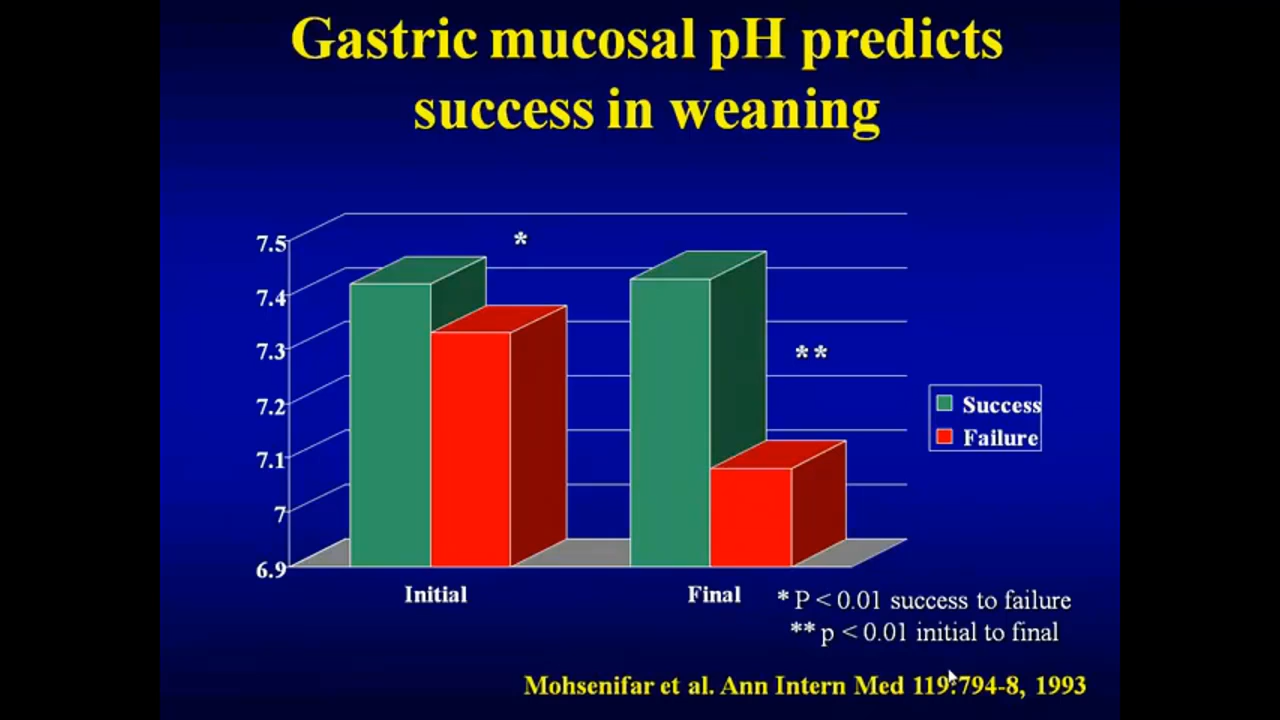 Gastric mucosal pH predicts
success in weaning
7.5
7.4
7.3
7.2
7.1
7
6.9
*
**
Success
Failure
Initial
Final
* P < 0.01 success to failure
** p < 0.01 initial to final
Mohsenifar et al. Ann Intern Med 119:794-8, 1993